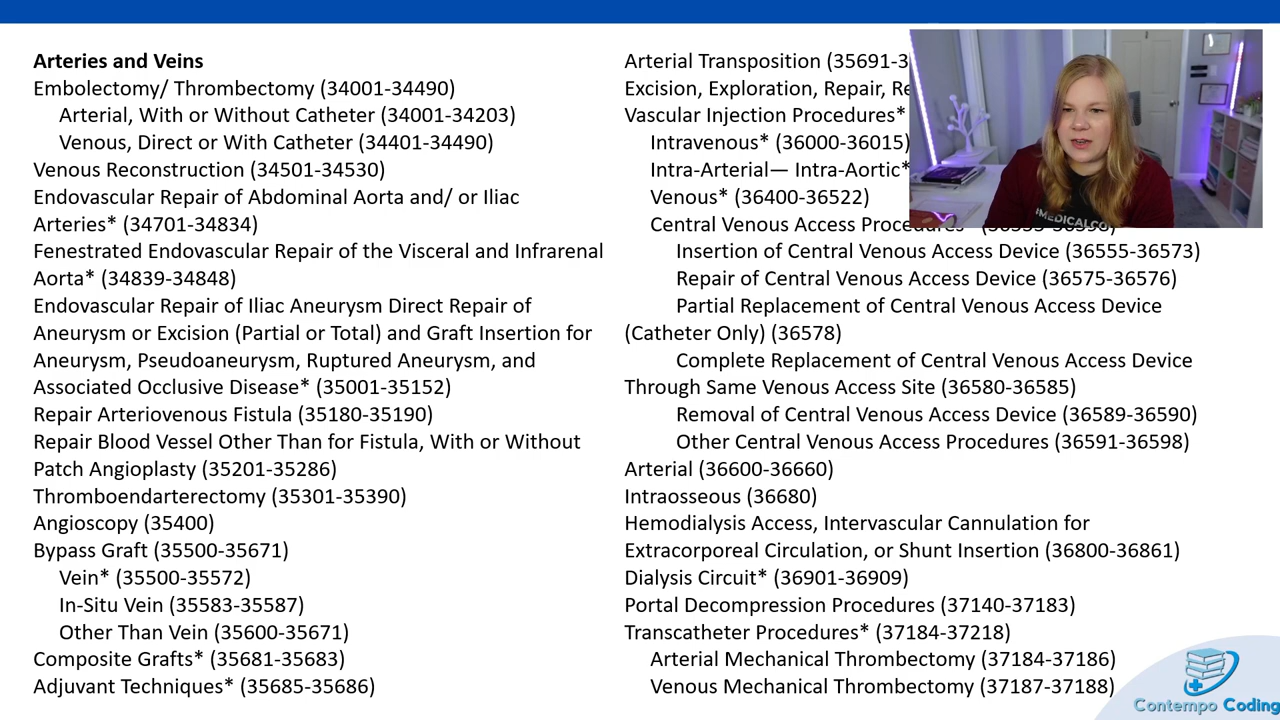 Arteries and Veins
Embolectomy/ Thrombectomy (34001-34490)
Arterial, With or Without Catheter (34001-34203)
Venous, Direct or With Catheter (34401-34490)
Venous Reconstruction (34501-34530)
Endovascular Repair of Abdominal Aorta and/ or Iliac
Arteries* (34701-34834)
Fenestrated Endovascular Repair of the Visceral and Infrarenal
Aorta* (34839-34848)
Endovascular Repair of Iliac Aneurysm Direct Repair of
Aneurysm or Excision (Partial or Total) and Graft Insertion for
Aneurysm, Pseudoaneurysm, Ruptured Aneurysm, and
Associated Occlusive Disease* (35001-35152)
Repair Arteriovenous Fistula (35180-35190)
Repair Blood Vessel Other Than for Fistula, With or Without
Patch Angioplasty (35201-35286)
Thromboendarterectomy (35301-35390)
Angioscopy (35400)
Bypass Graft (35500-35671)
Vein* (35500-35572)
In-Situ Vein (35583-35587)
Other Than Vein (35600-35671)
Composite Grafts* (35681-35683)
Adjuvant Techniques* (35685-35686)
Arterial Transposition (35691-3
Excision, Exploration, Repair,
Vascular Injection Procedures*
Intravenous* (36000-36015)
Intra-Arterial— Intra-Aortic*
Venous* (36400-36522)
Central Venous Access Procedures*
Insertion of Central Venous Access Device (36555-36573)
Repair of Central Venous Access Device (36575-36576)
Partial Replacement of Central Venous Access Device
(Catheter Only) (36578)
Complete Replacement of Central Venous Access Device
Through Same Venous Access Site (36580-36585)
Removal of Central Venous Access Device (36589-36590)
Other Central Venous Access Procedures (36591-36598)
Arterial (36600-36660)
Intraosseous (36680)
Hemodialysis Access, Intervascular Cannulation for
Extracorporeal Circulation, or Shunt Insertion (36800-36861)
Dialysis Circuit* (36901-36909)
Portal Decompression Procedures (37140-37183)
Transcatheter Procedures* (37184-37218)
Arterial Mechanical Thrombectomy (37184-37186)
Venous Mechanical Thrombectomy (37187-37188)
#MEDICALCO
Contempo Coding